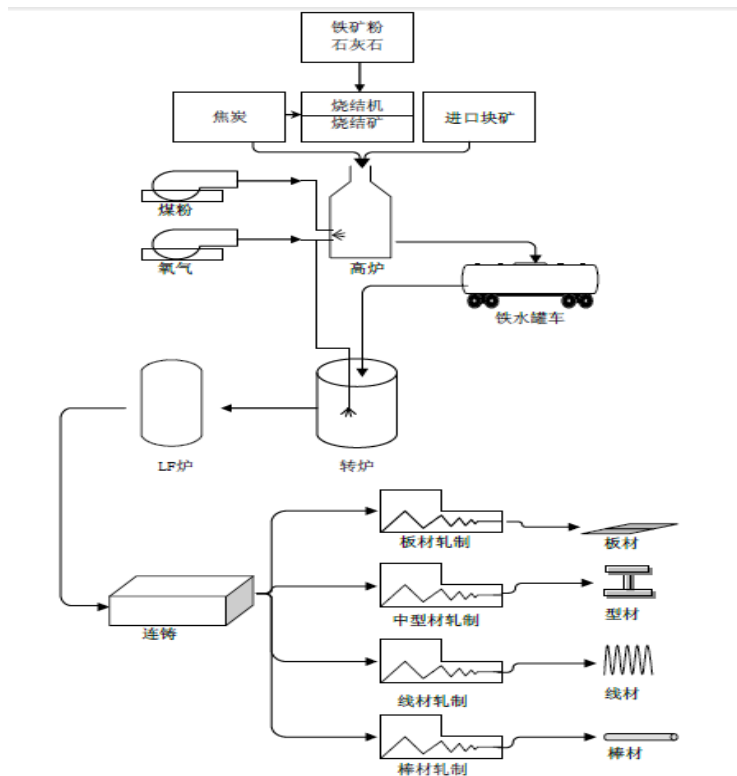 铁矿粉
石灰石
焦炭
烧结机
烧结矿
进口块矿
煤粉
氧气
高炉
铁水罐车
LF炉
转炉
板材轧制
板材
连铸
中型材轧制
型材
线材轧制
线材
棒材轧制
棒材